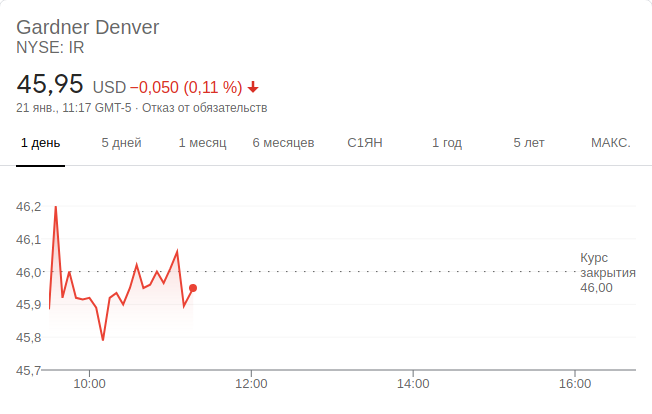 Gardner Denver
NYSE: IR
45,95 USD −0,050 (0,11 %)
21 янв., 11:17 GMT-5 · Отказ от обязательств
1 день 5 дней 1 месяц 6 месяцев С1ЯН 1 год 5 лет МАКС.
46,2
46,1
46,0
45,9
45,8
45,7
Курс
закрытия
46,00
10:00 12:00 14:00 16:00